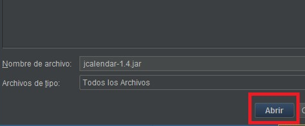 Nombre de archivo: jcalendar-1.4.jar
Archivos de tipo: Todos los Archivos
Abrir